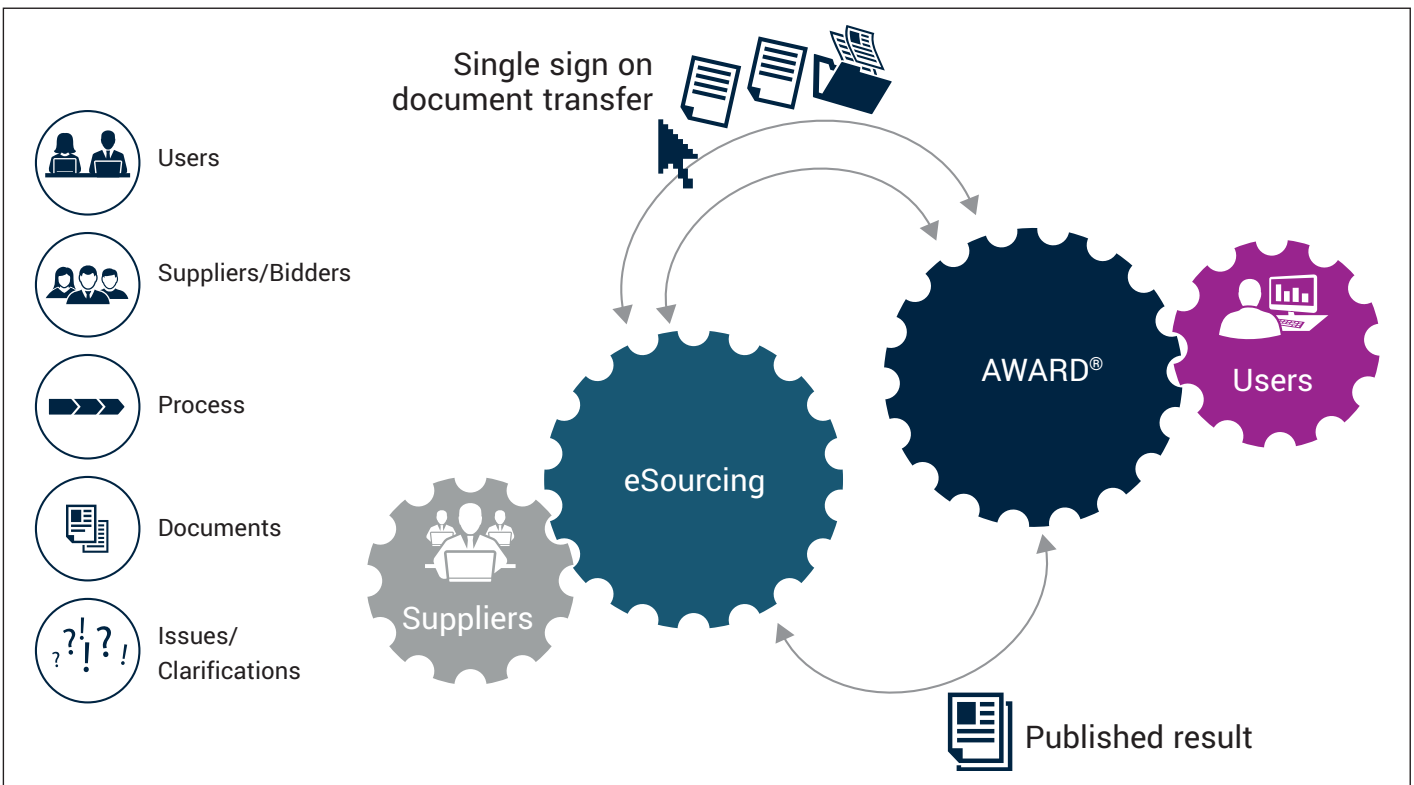 Single sign on
document transfer
Users
Suppliers/Bidders
Process
Documents
?!?
?!!
Issues/
Clarifications
AWARD®
Users
eSourcing
Suppliers
Published result